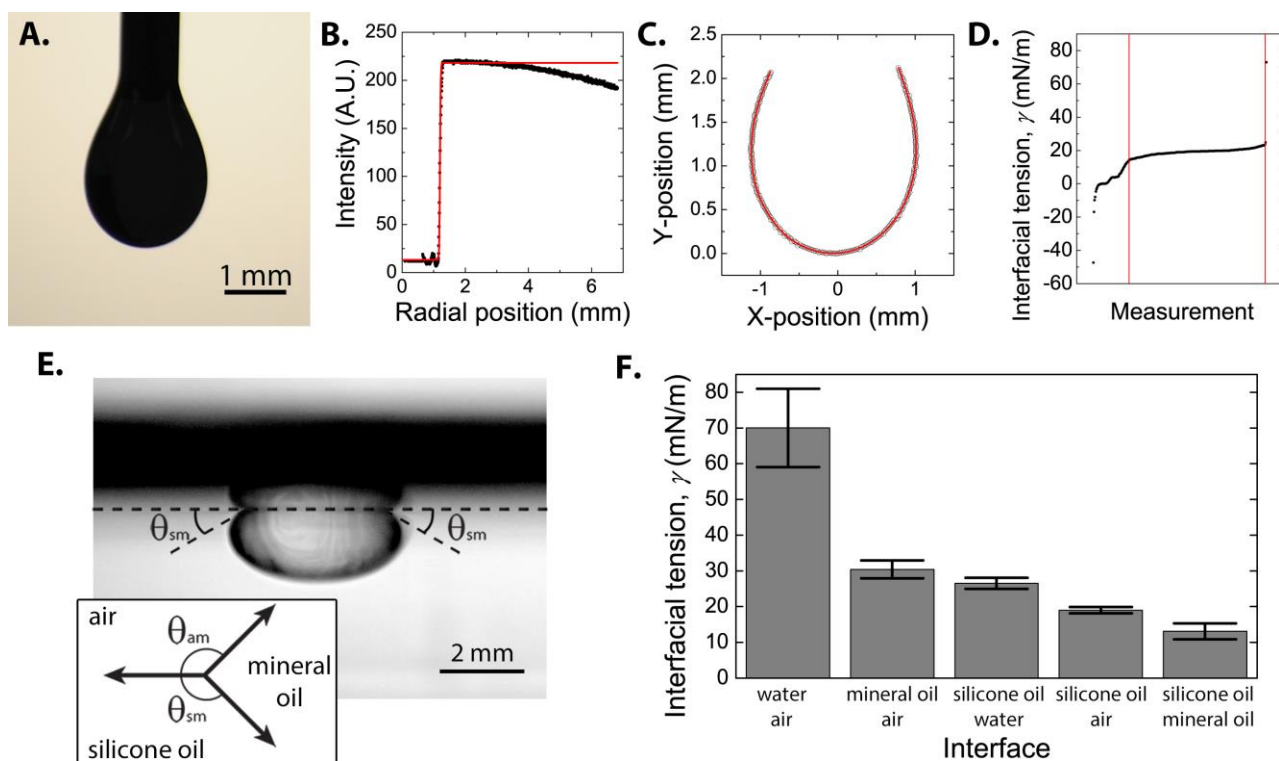 A.
1 mm
B.
250
200
150
100
50
0
0 2 4 6
Intensity (A.U.)
Radial position (mm)
C.
2.5
2.0
1.5
1.0
0.5
0.0
-1 0 1
Y-position (mm)
X-position (mm)
D.
80
60
40
20
0
-20
-40
-60
Interfacial tension, γ (mN/m)
Measurement
E.
θsm θsm
2 mm
air
θam
mineral
oil
θsm
silicone oil
F.
80
70
60
50
40
30
20
10
0
Interfacial tension, γ (mN/m)
water mineral oil silicone oil silicone oil silicone oil
air air water air mineral oil
Interface